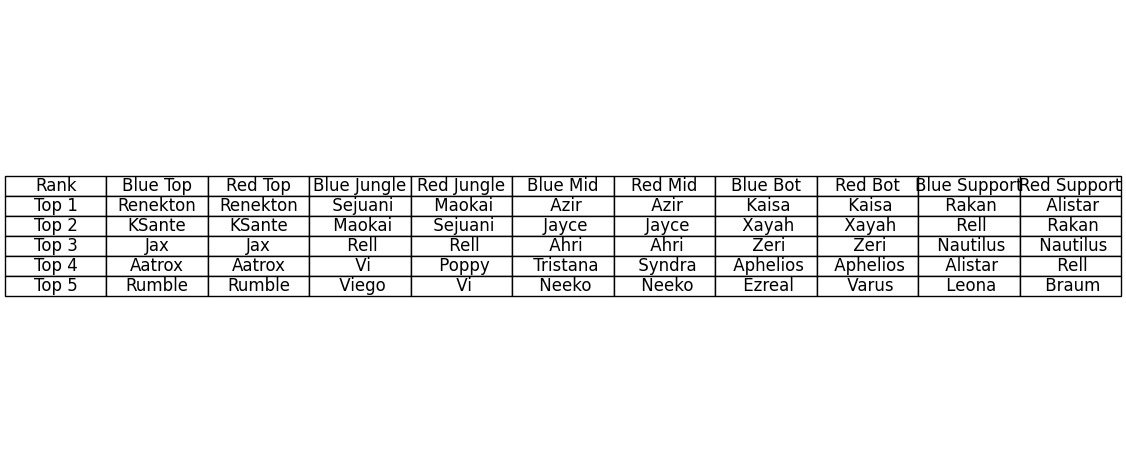 Rank Blue Top Red Top Blue Jungle Red Jungle Blue Mid Red Mid Blue Bot Red Bot Blue Support Red Support
Top 1 Renekton Renekton Sejuani Maokai Azir Azir Kaisa Kaisa Rakan Alistar
Top 2 KSante KSante Maokai Sejuani Jayce Jayce Xayah Xayah Rell Rakan
Top 3 Jax Jax Rell Rell Ahri Ahri Zeri Zeri Nautilus Nautilus
Top 4 Aatrox Aatrox Vi Poppy Tristana Syndra Aphelios Aphelios Alistar Rell
Top 5 Rumble Rumble Viego Vi Neeko Neeko Ezreal Varus Leona Braum